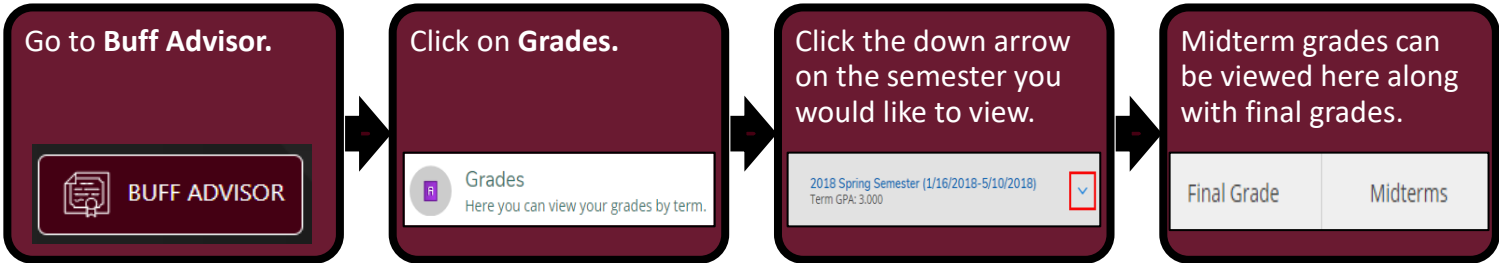 Go to Buff Advisor.
BUFF ADVISOR
Click on Grades.
Grades
Here you can view your grades by term.
Click the down arrow
on the semester you
would like to view.
2018 Spring Semester (1/16/2018-5/10/2018)
Term GPA: 3.000
Midterm grades can
be viewed here along
with final grades.
Final Grade
Midterms